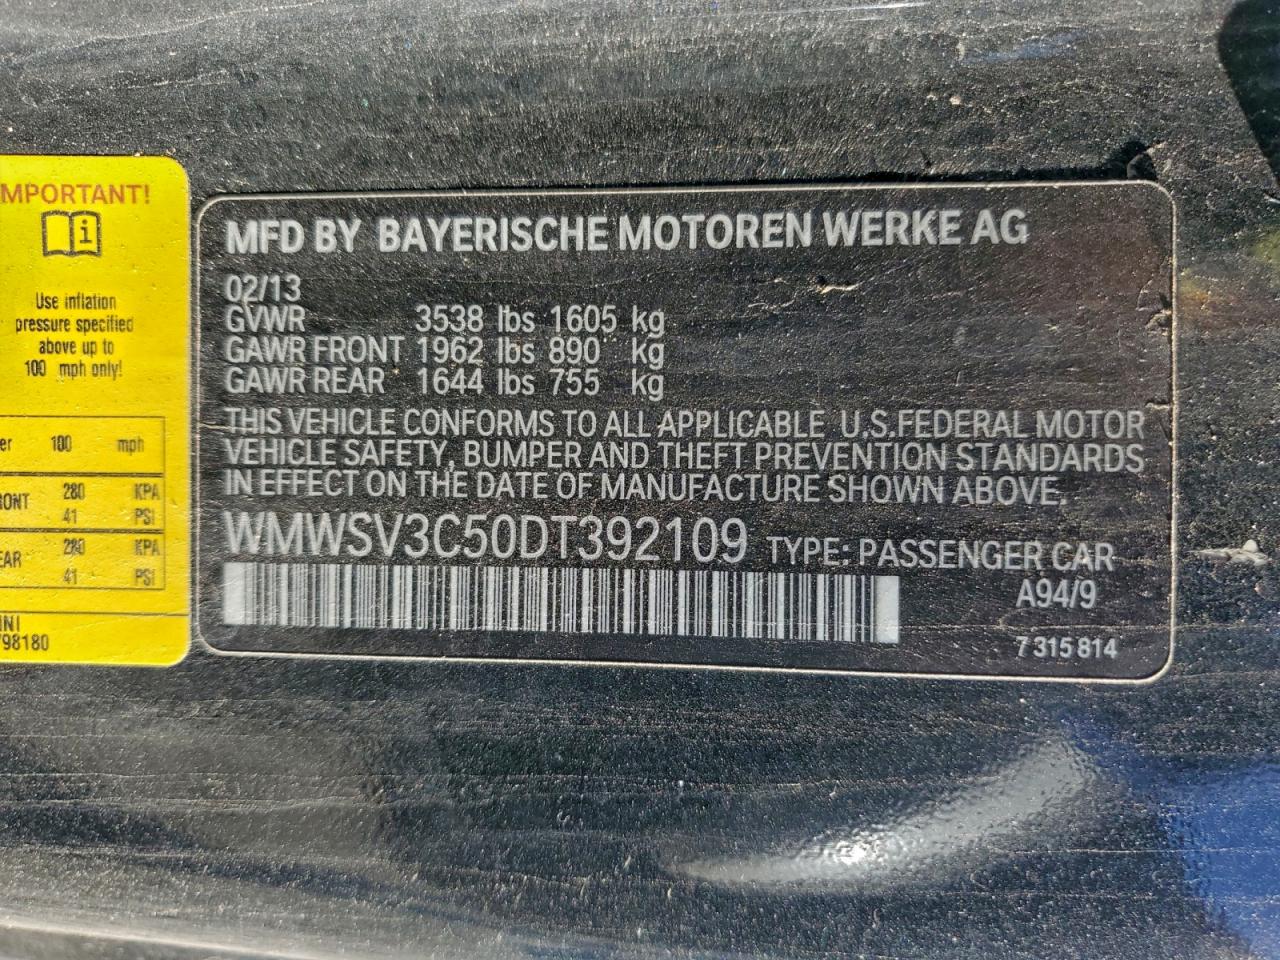 MPORTANT!
i
Use inflation
pressure specified
above up to
100 mph only!
er 100 mph
RONT 280 KPA
41 PSI
EAR 280 KPA
41 PSI
INI
798180
MFD BY BAYERISCHE MOTOREN WERKE AG
02/13
GVWR 3538 lbs 1605 kg
GAWR FRONT 1962 lbs 890 kg
GAWR REAR 1644 lbs 755 kg
THIS VEHICLE CONFORMS TO ALL APPLICABLE U.S.FEDERAL MOTOR
VEHICLE SAFETY, BUMPER AND THEFT PREVENTION STANDARDS
IN EFFECT ON THE DATE OF MANUFACTURE SHOWN ABOVE.
WMWSV3C50DT392109 TYPE: PASSENGER CAR
A94/9
7 315 814